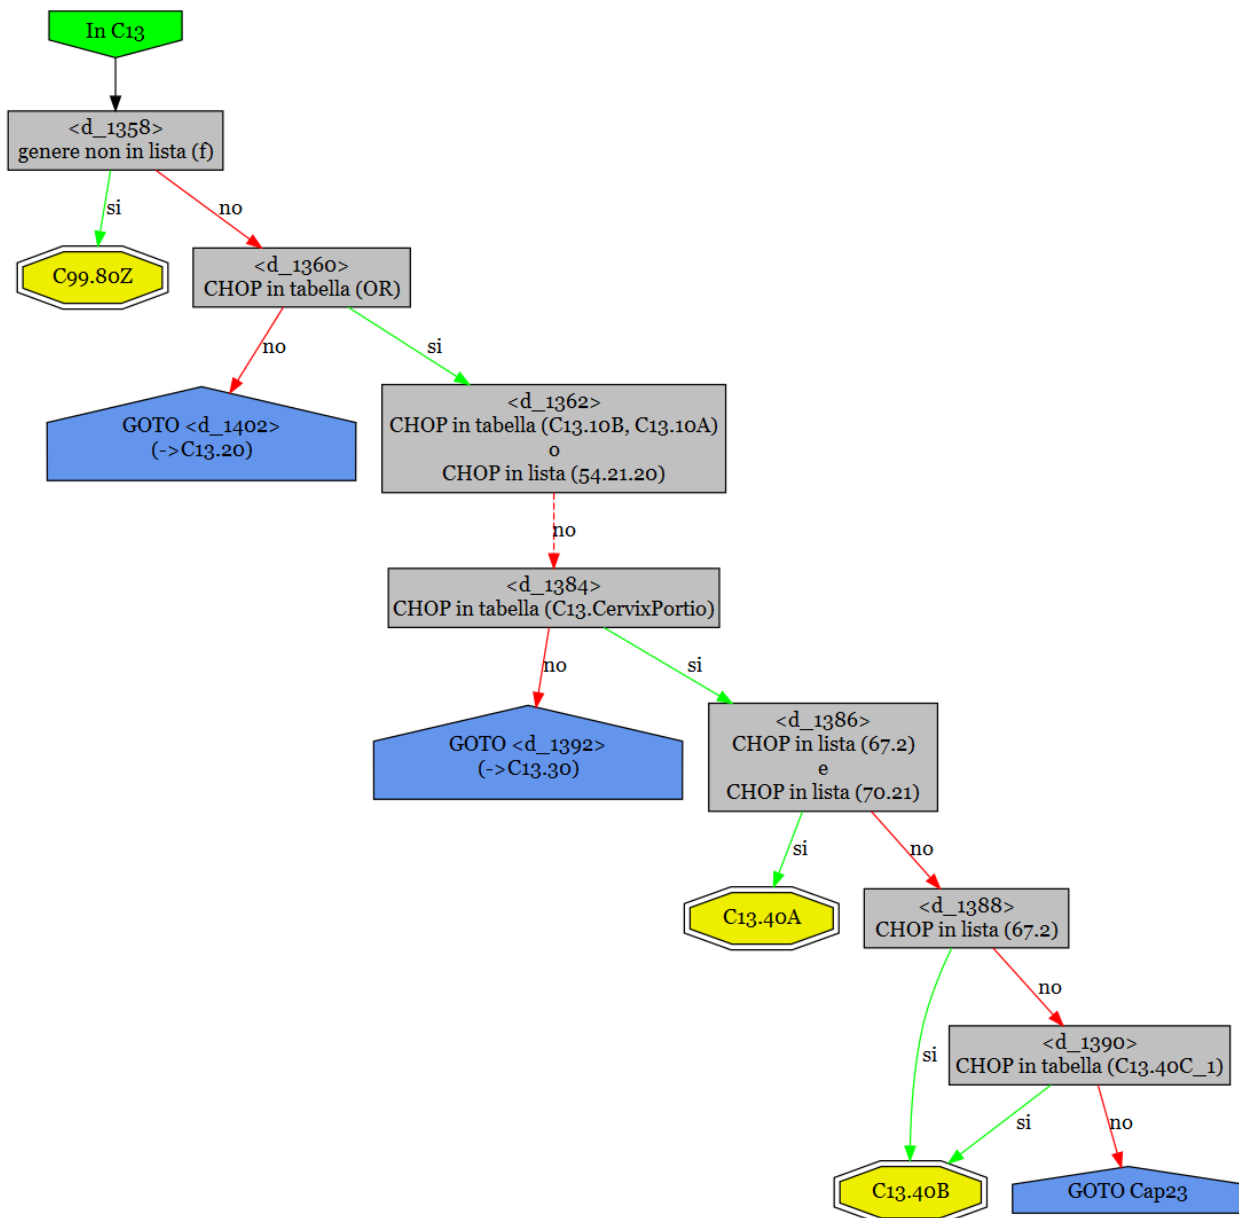 In C13
<d_1358>
genere non in lista (f)
si
no
C99.80Z
<d_1360>
CHOP in tabella (OR)
no
si
GOTO <d_1402>
(->C13.20)
<d_1362>
CHOP in tabella (C13.10B, C13.10A)
o
CHOP in lista (54.21.20)
no
<d_1384>
CHOP in tabella (C13.CervixPortio)
no
si
GOTO <d_1392>
(->C13.30)
<d_1386>
CHOP in lista (67.2)
e
CHOP in lista (70.21)
si
no
C13.40A
<d_1388>
CHOP in lista (67.2)
no
si
<d_1390>
CHOP in tabella (C13.40C_1)
si
no
C13.40B
GOTO Cap23